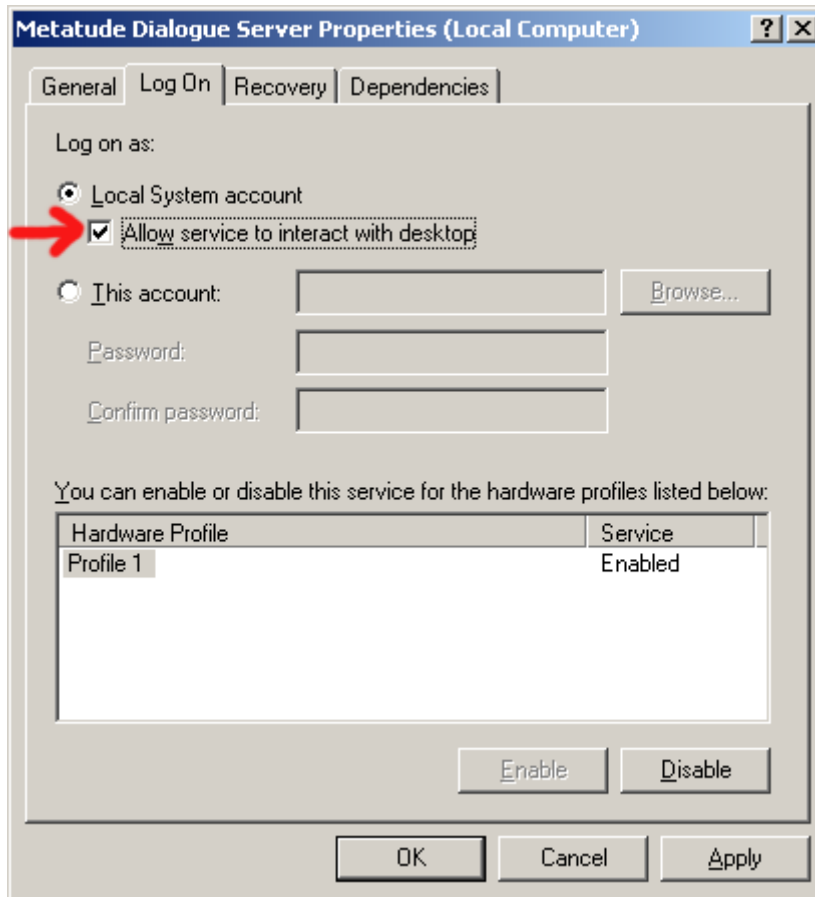 Metatude Dialogue Server Properties (Local Computer)
General Log On Recovery Dependencies
Log on as:
Local System account
Allow service to interact with desktop
This account: Browse...
Password:
Confirm password:
You can enable or disable this service for the hardware profiles listed below:
Hardware Profile Service
Profile 1 Enabled
Enable Disable
OK Cancel Apply